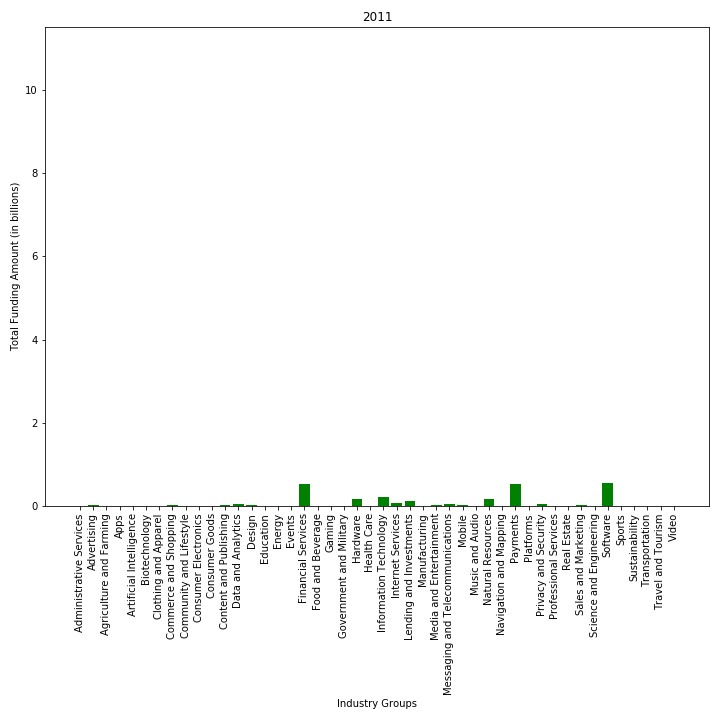 2011
Total Funding Amount (in billions)
10
8
6
4
2
0
Administrative Services
Advertising
Agriculture and Farming
Apps
Artificial Intelligence
Biotechnology
Clothing and Apparel
Commerce and Shopping
Community and Lifestyle
Consumer Electronics
Consumer Goods
Content and Publishing
Data and Analytics
Design
Education
Energy
Events
Financial Services
Food and Beverage
Gaming
Government and Military
Hardware
Health Care
Information Technology
Internet Services
Lending and Investments
Manufacturing
Media and Entertainment
Messaging and Telecommunications
Mobile
Music and Audio
Natural Resources
Navigation and Mapping
Payments
Platforms
Privacy and Security
Professional Services
Real Estate
Sales and Marketing
Science and Engineering
Software
Sports
Sustainability
Transportation
Travel and Tourism
Video
Industry Groups